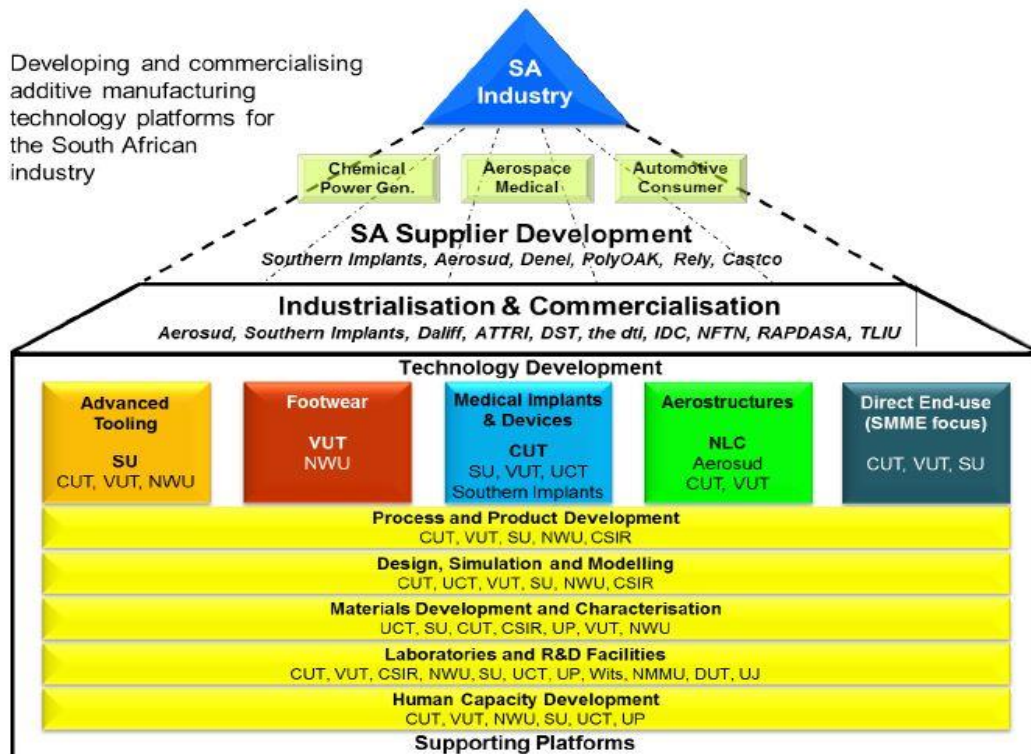 Developing and commercialising
additive manufacturing
technology platforms for
the South African
industry
SA
Industry
Chemical
Power Gen.
Aerospace
Medical
Automotive
Consumer
SA Supplier Development
Southern Implants, Aerosud, Denel, PolyOAK, Rely, Castco
Industrialisation & Commercialisation
Aerosud, Southern Implants, Daliff, ATTRI, DST, the dti, IDC, NFTN, RAPDASA, TLIU
Technology Development
Advanced
Tooling
SU
CUT, VUT, NWU
Footwear
VUT
NWU
Medical Implants
& Devices
CUT
SU, VUT, UCT
Southern Implants
Aerostructures
NLC
Aerosud
CUT, VUT
Direct End-use
(SMME focus)
CUT, VUT, SU
Process and Product Development
CUT, VUT, SU, NWU, CSIR
Design, Simulation and Modelling
CUT, UCT, VUT, SU, NWU, CSIR
Materials Development and Characterisation
UCT, SU, CUT, CSIR, UP, VUT, NWU
Laboratories and R&D Facilities
CUT, VUT, CSIR, NWU, SU, UCT, UP, Wits, NMMU, DUT, UJ
Human Capacity Development
CUT, VUT, NWU, SU, UCT, UP
Supporting Platforms